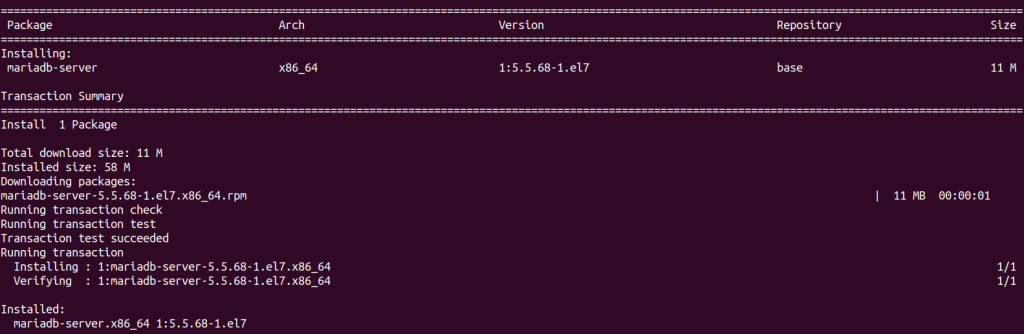 ================================================================================
Package Arch Version Repository Size
================================================================================
Installing:
mariadb-server x86_64 1:5.5.68-1.el7 base 11 M
Transaction Summary
================================================================================
Install 1 Package
Total download size: 11 M
Installed size: 58 M
Downloading packages:
mariadb-server-5.5.68-1.el7.x86_64.rpm | 11 MB 00:00:01
Running transaction check
Running transaction test
Transaction test succeeded
Running transaction
Installing : 1:mariadb-server-5.5.68-1.el7.x86_64 1/1
Verifying : 1:mariadb-server-5.5.68-1.el7.x86_64 1/1
Installed:
mariadb-server.x86_64 1:5.5.68-1.el7